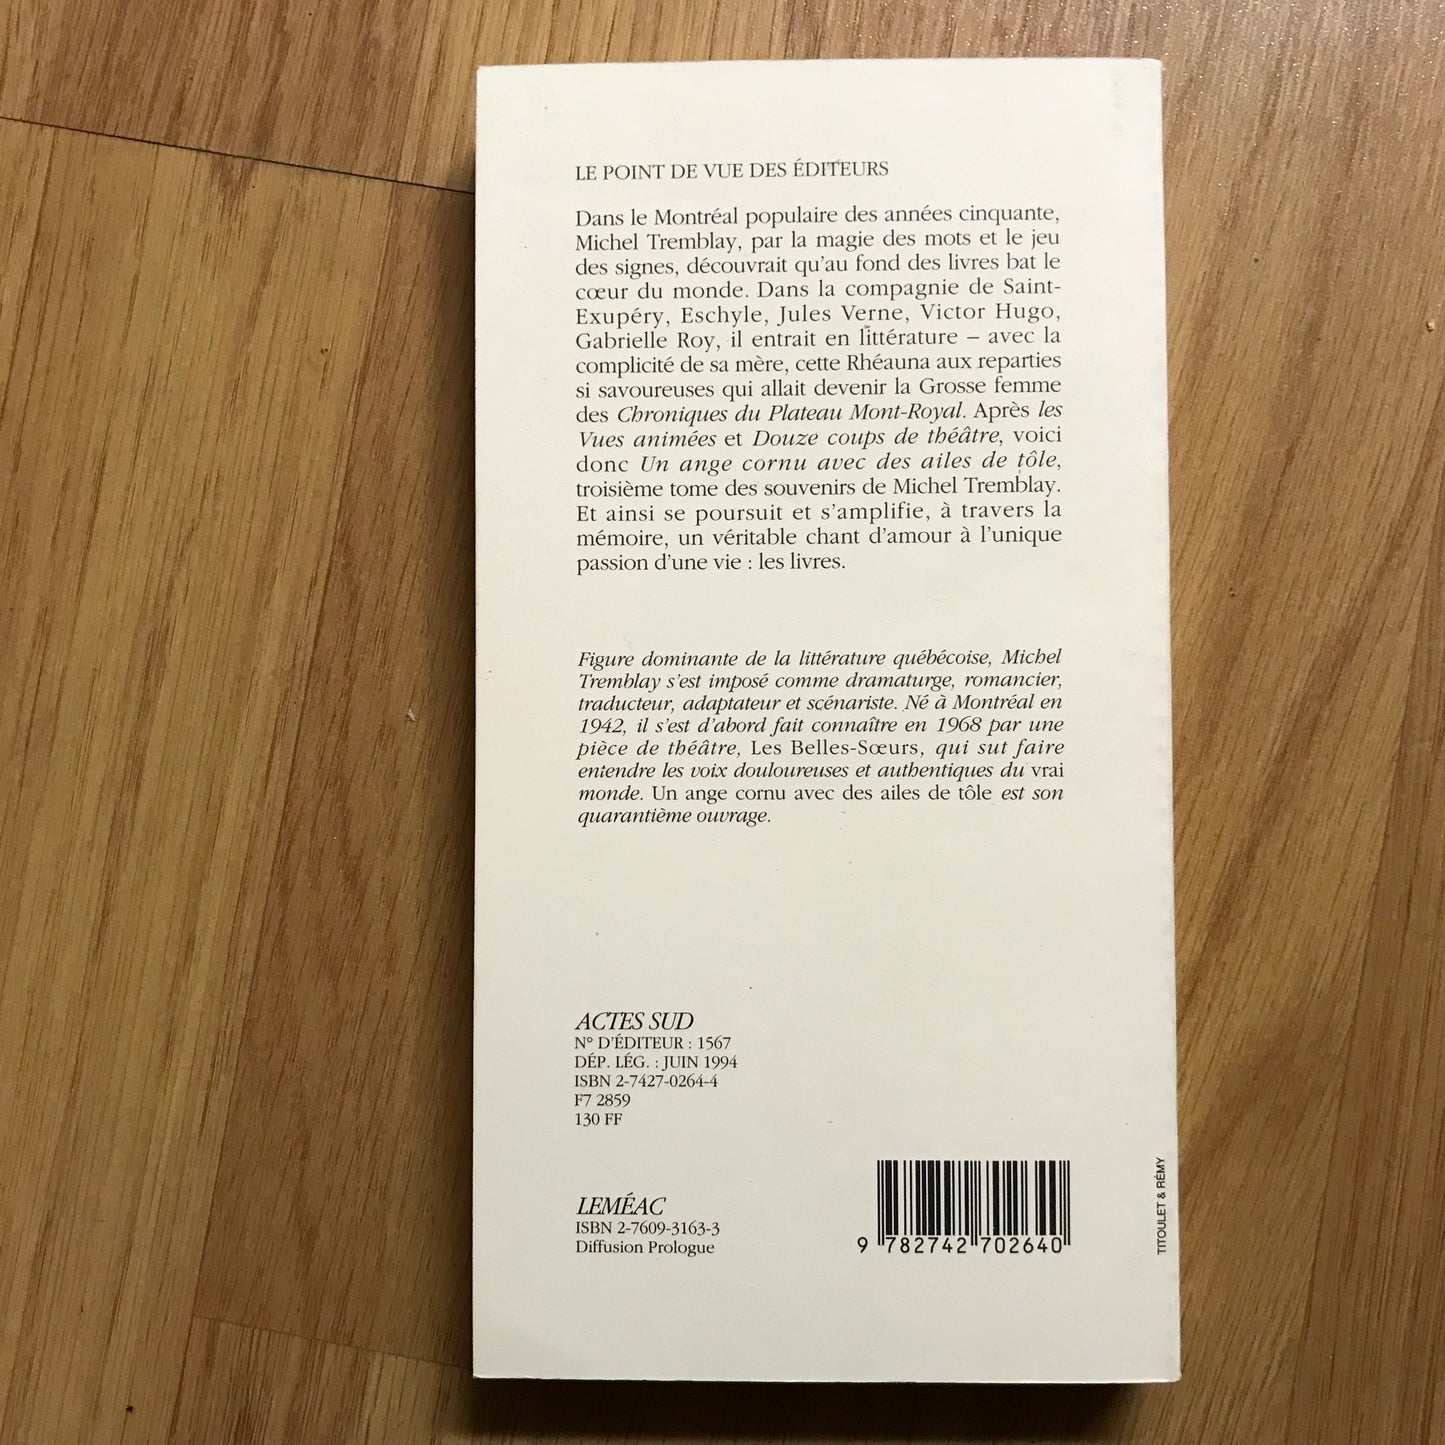 LE POINT DE VUE DES ÉDITEURS
Dans le Montréal populaire des années cinquante,
Michel Tremblay, par la magie des mots et le jeu
des signes, découvrait qu'au fond des livres bat le
cœur du monde. Dans la compagnie de Saint-
Exupéry, Eschyle, Jules Verne, Victor Hugo,
Gabrielle Roy, il entrait en littérature – avec la
complicité de sa mère, cette Rhéauna aux reparties
si savoureuses qui allait devenir la Grosse femme
des Chroniques du Plateau Mont-Royal. Après les
Vues animées et Douze coups de théâtre, voici
donc Un ange cornu avec des ailes de tôle,
troisième tome des souvenirs de Michel Tremblay.
Et ainsi se poursuit et s'amplifie, à travers la
mémoire, un véritable chant d'amour à l'unique
passion d'une vie : les livres.
Figure dominante de la littérature québécoise, Michel
Tremblay s'est imposé comme dramaturge, romancier,
traducteur, adaptateur et scénariste. Né à Montréal en
1942, il s'est d'abord fait connaître en 1968 par une
pièce de théâtre, Les Belles-Sœurs, qui sut faire
entendre les voix douloureuses et authentiques du vrai
monde. Un ange cornu avec des ailes de tôle est son
quarantième ouvrage.
ACTES SUD
N° D'ÉDITEUR : 1567
DÉP. LÉG. : JUIN 1994
ISBN 2-7427-0264-4
F7 2859
130 FF
LEMÉAC
ISBN 2-7609-3163-3
Diffusion Prologue
9 782742 702640
TITOULET & RÉMY